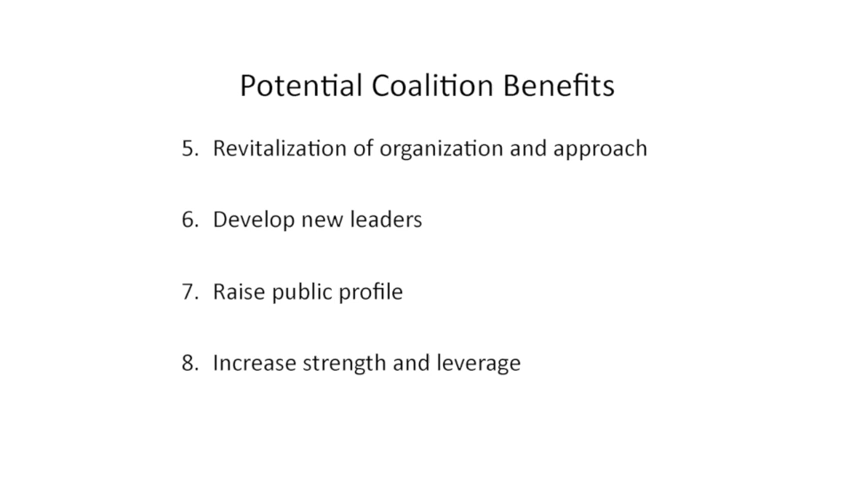 Potential Coalition Benefits
5. Revitalization of organization and approach
6. Develop new leaders
7. Raise public profile
8. Increase strength and leverage